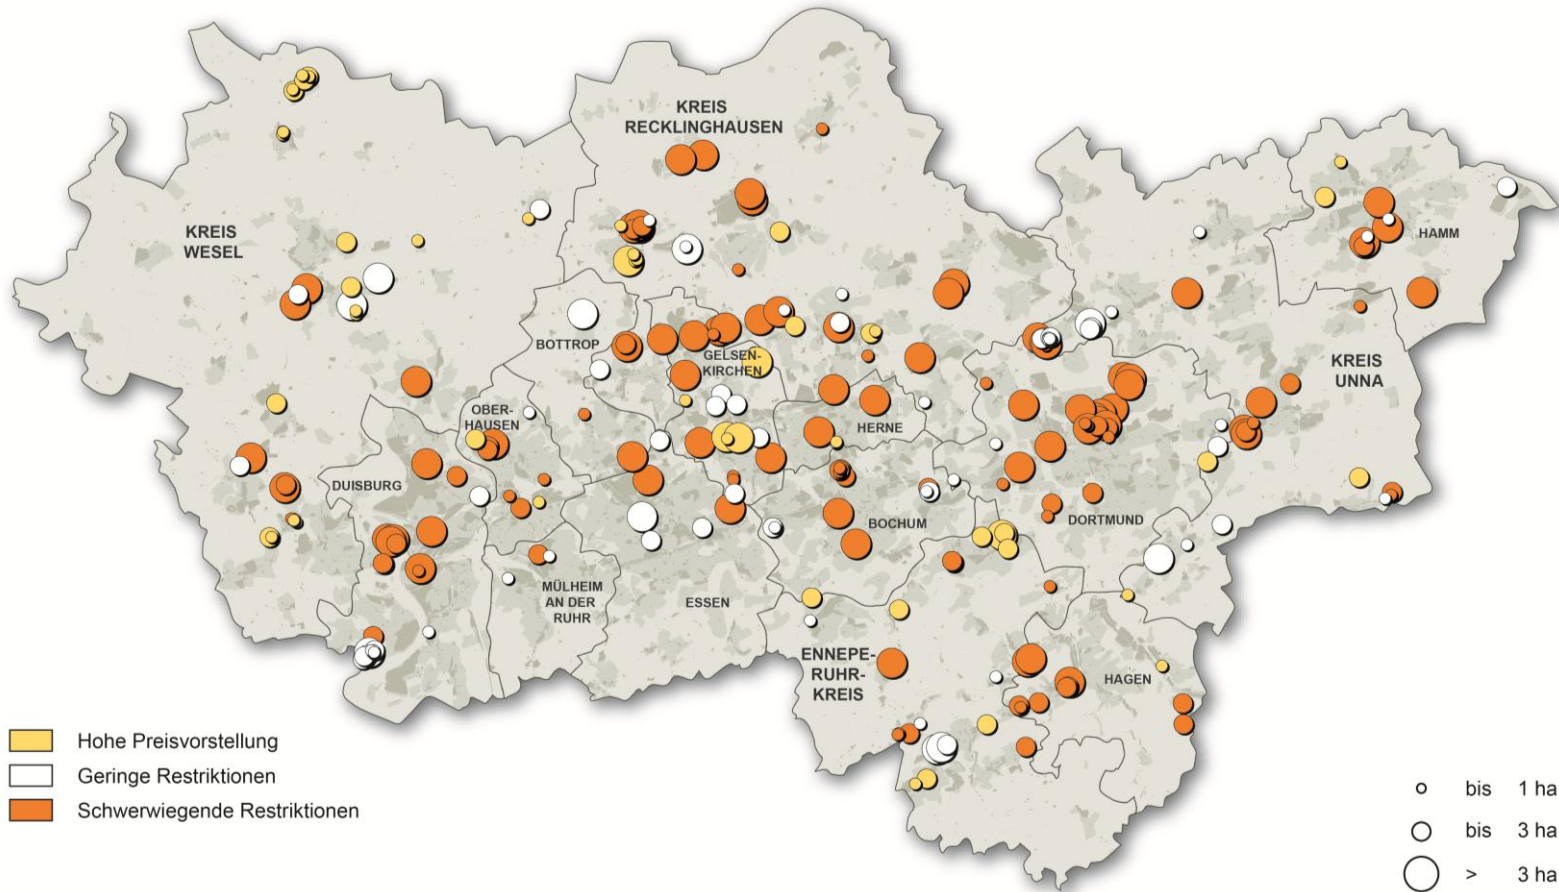 KREIS
RECKLINGHAUSEN
KREIS
WESEL
HAMM
BOTTROP
GELSEN-
KIRCHEN
KREIS
UNNA
OBER-
HAUSEN
HERNE
DUISBURG
BOCHUM
DORTMUND
MÜLHEIM
AN DER
RUHR
ESSEN
ENNEPE-
RUHR-
KREIS
HAGEN
Hohe Preisvorstellung
Geringe Restriktionen
Schwerwiegende Restriktionen
bis 1 ha
bis 3 ha
> 3 ha